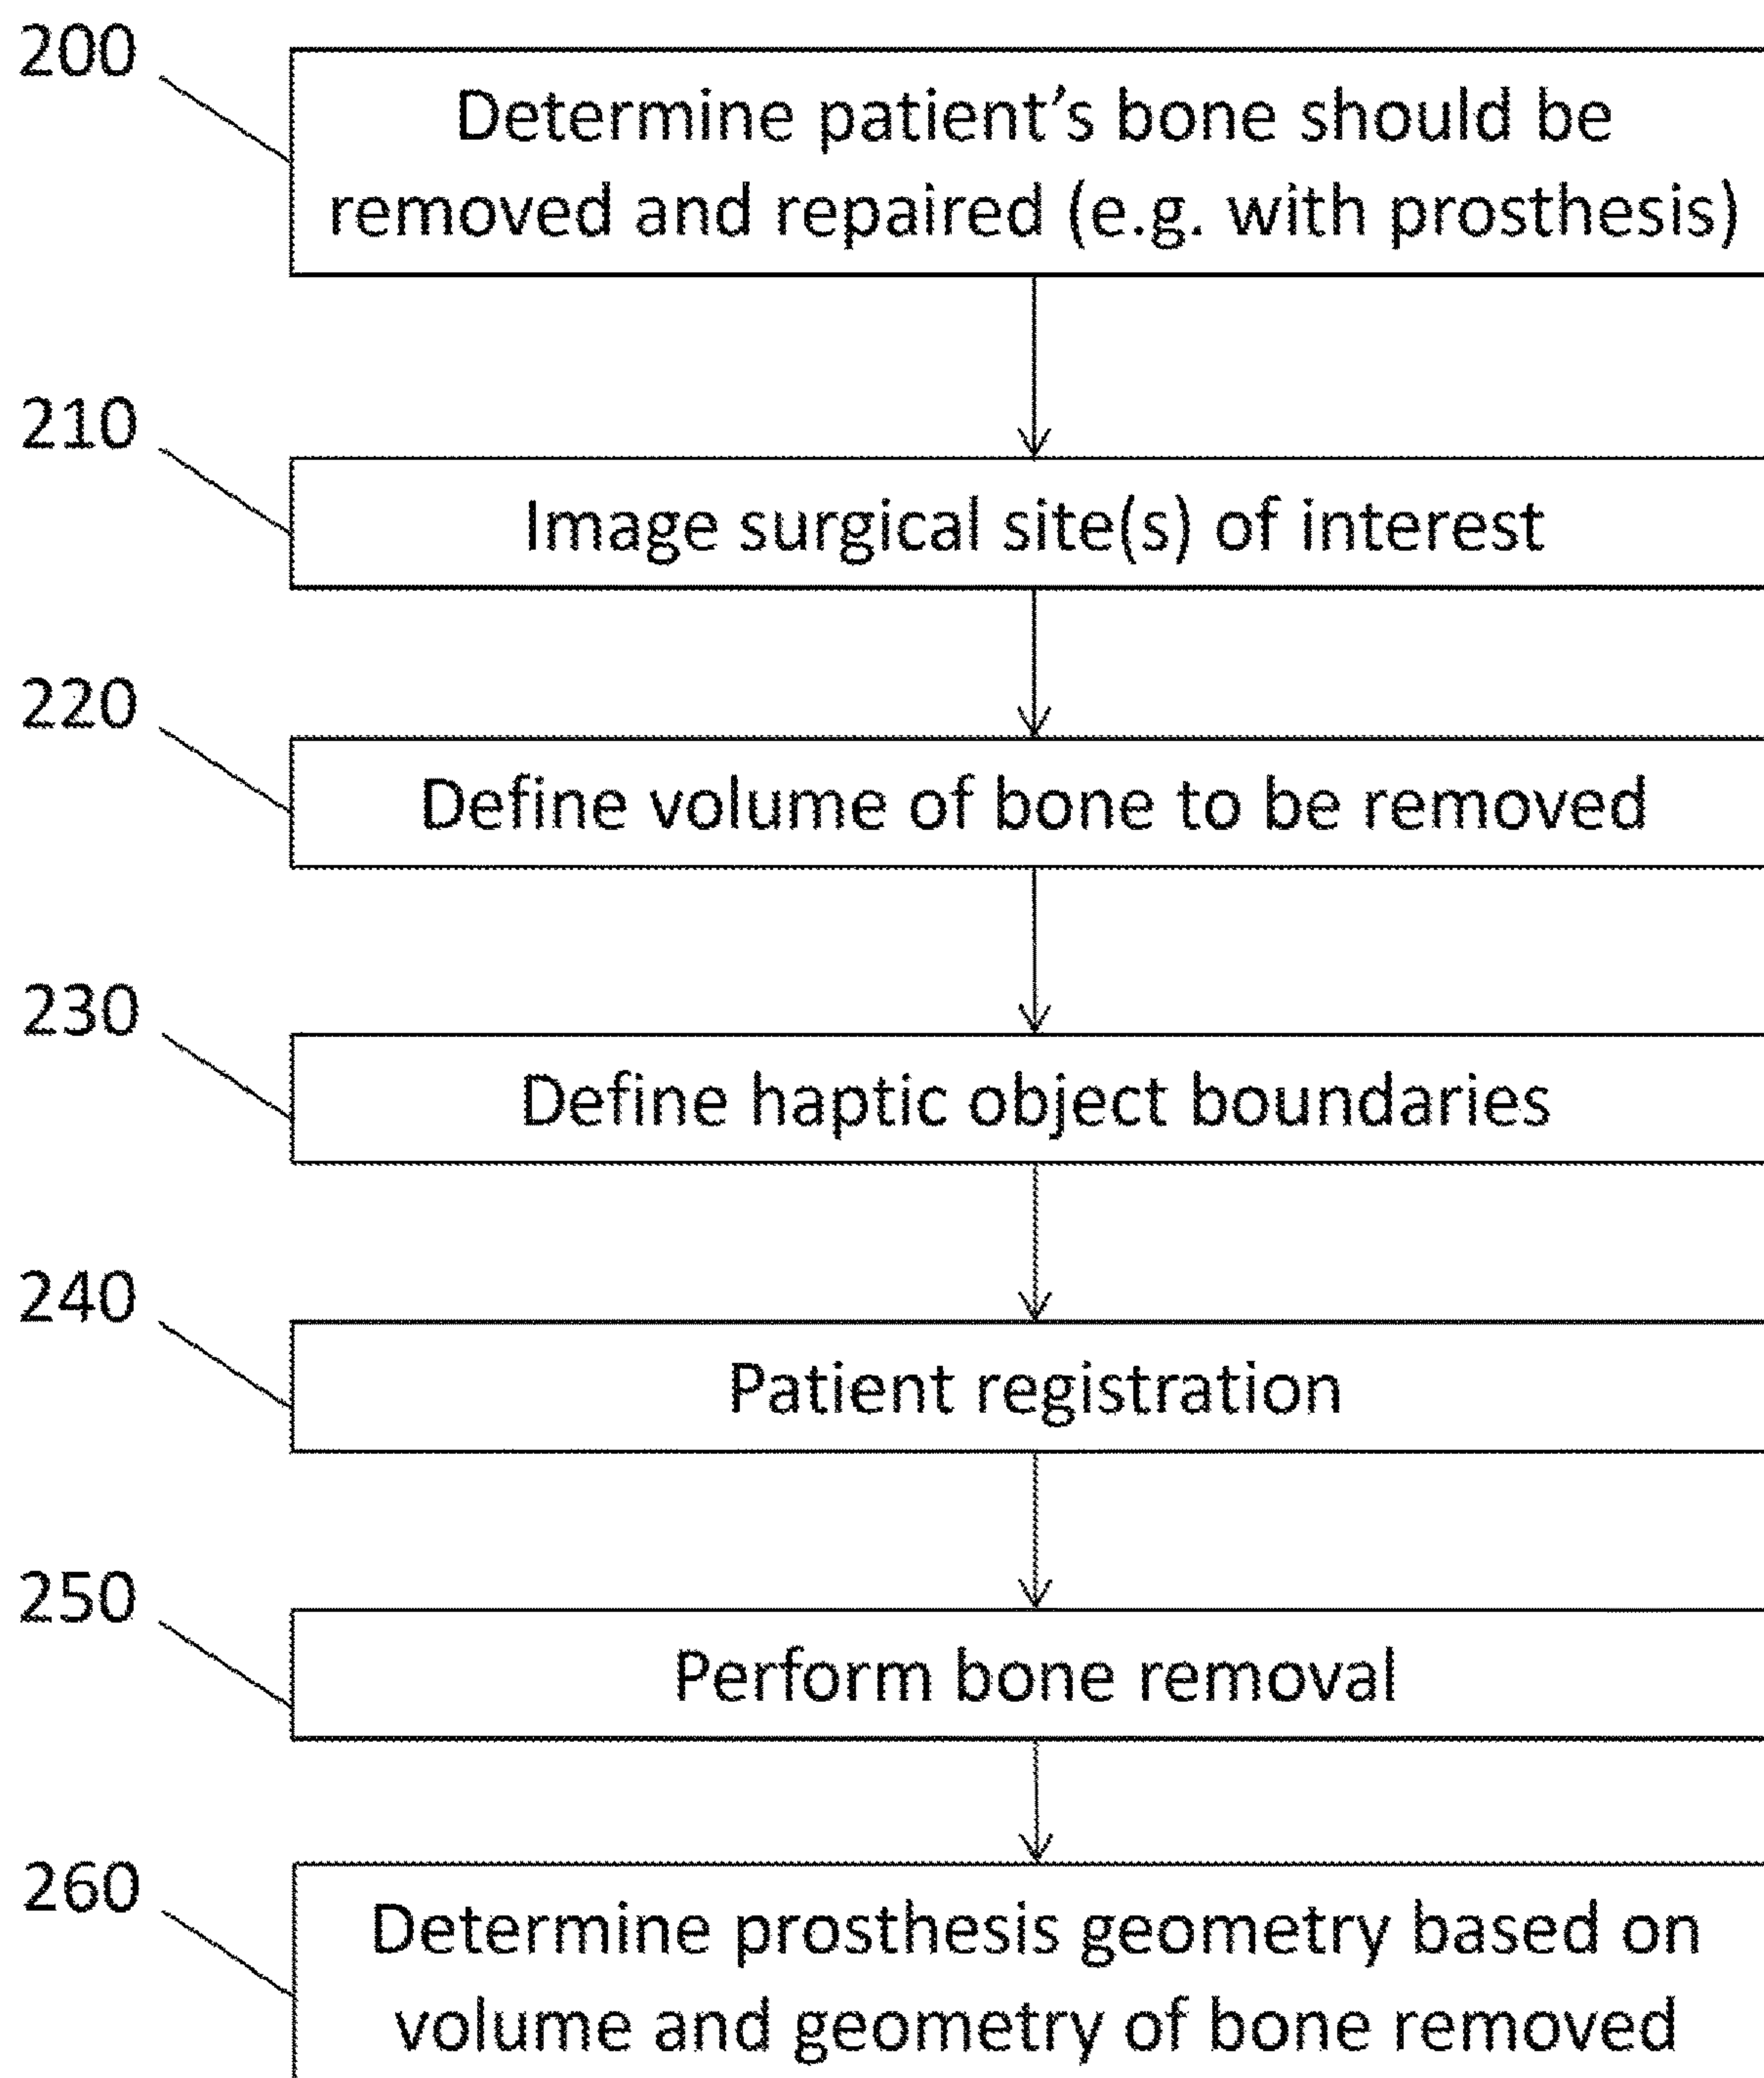 200
Determine patient's bone should be
removed and repaired (e.g. with prosthesis)
210
Image surgical site(s) of interest
220
Define volume of bone to be removed
230
Define haptic object boundaries
240
Patient registration
250
Perform bone removal
260
Determine prosthesis geometry based on
volume and geometry of bone removed